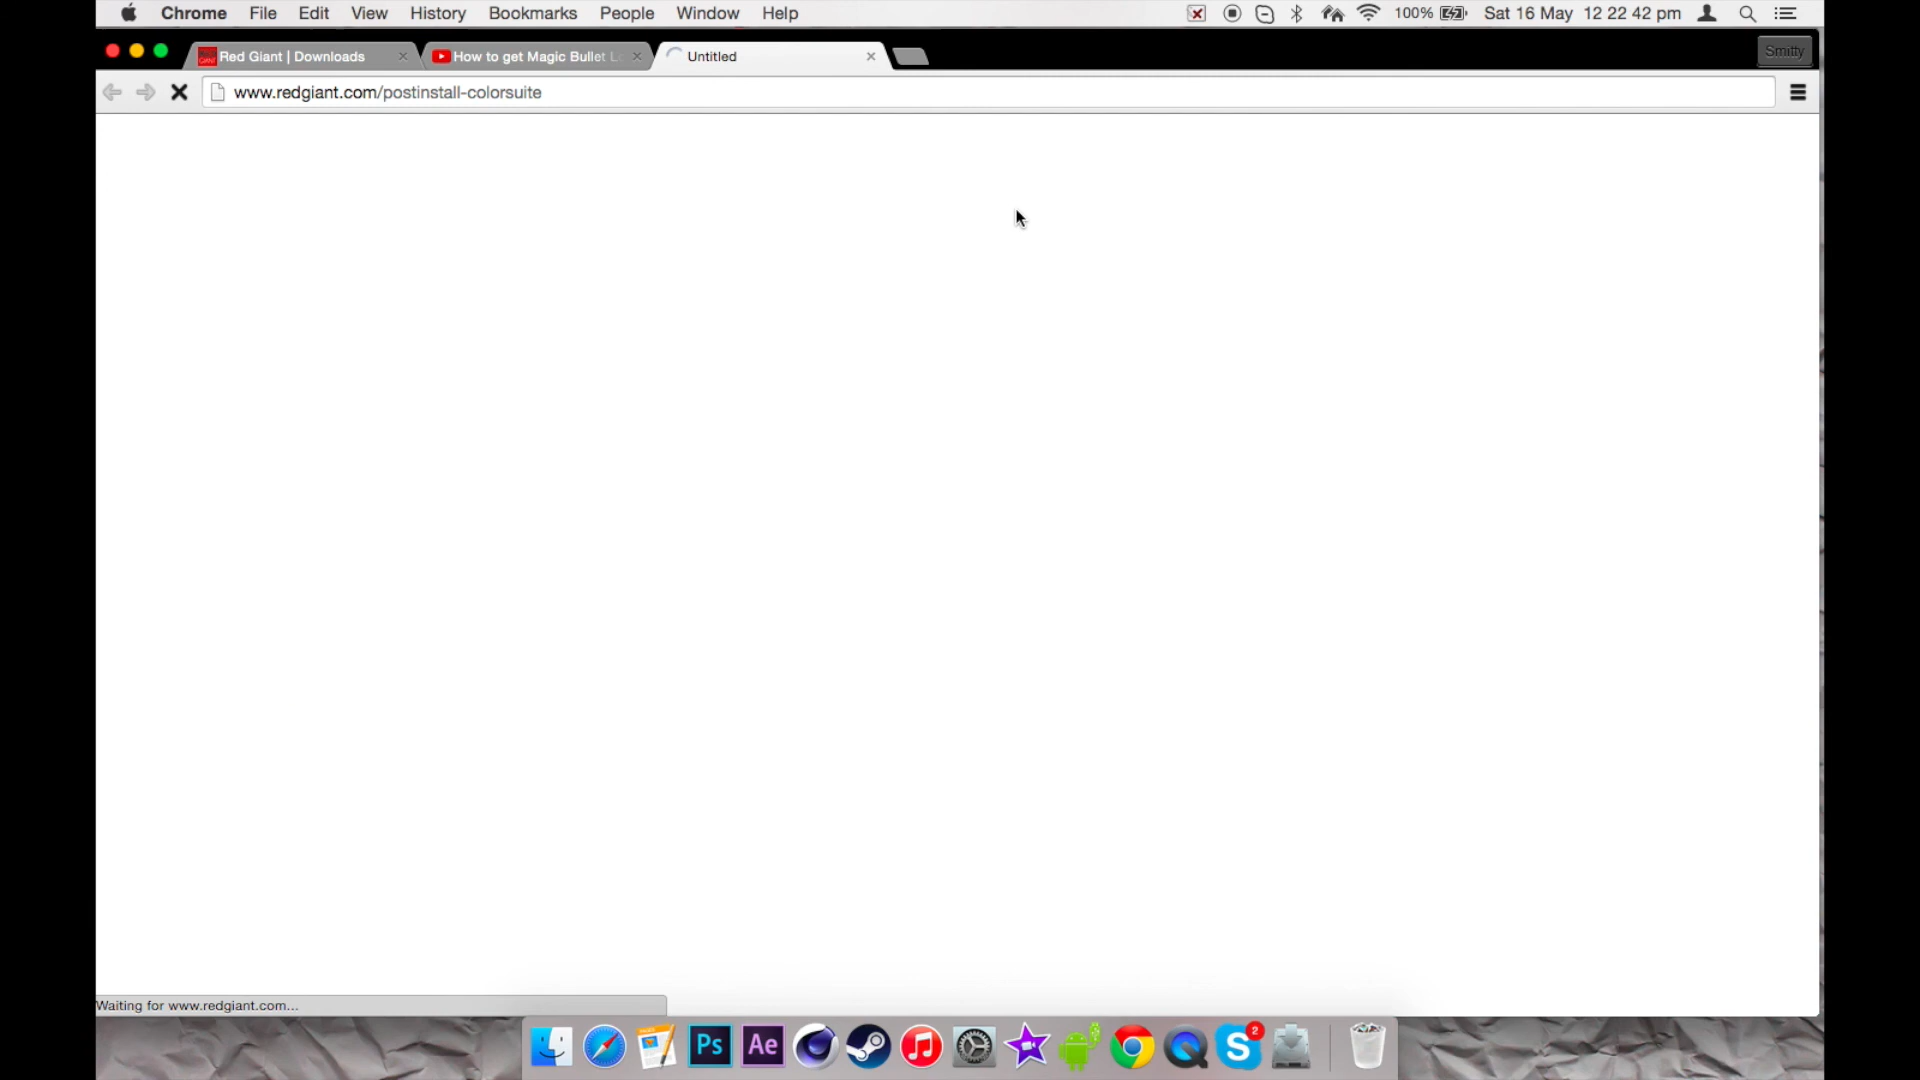 Chrome File Edit View History Bookmarks People Window Help 100% Sat 16 May 12 22 42 pm
Red Giant | Downloads How to get Magic Bullet Untitled Smitty
www.redgiant.com/postinstall-colorsuite
Waiting for www.redgiant.com...
Ps Ae S 2